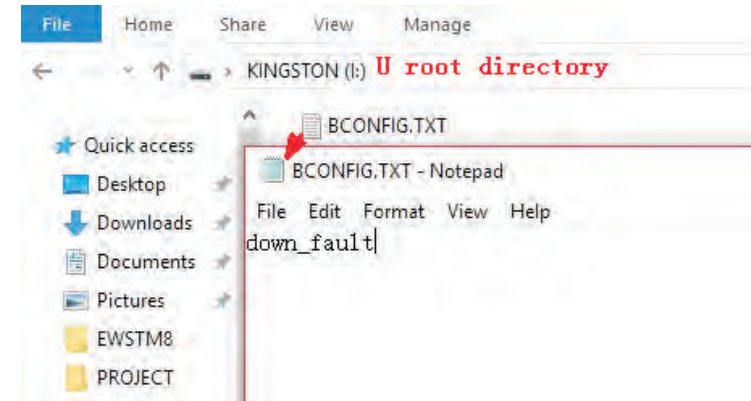 File Home Share View Manage
KINGSTON (I:) U root directory
BCONFIG.TXT
Quick access
BCONFIG.TXT - Notepad
Desktop
File Edit Format View Help
Downloads
down_fault
Documents
Pictures
EWSTM8
PROJECT